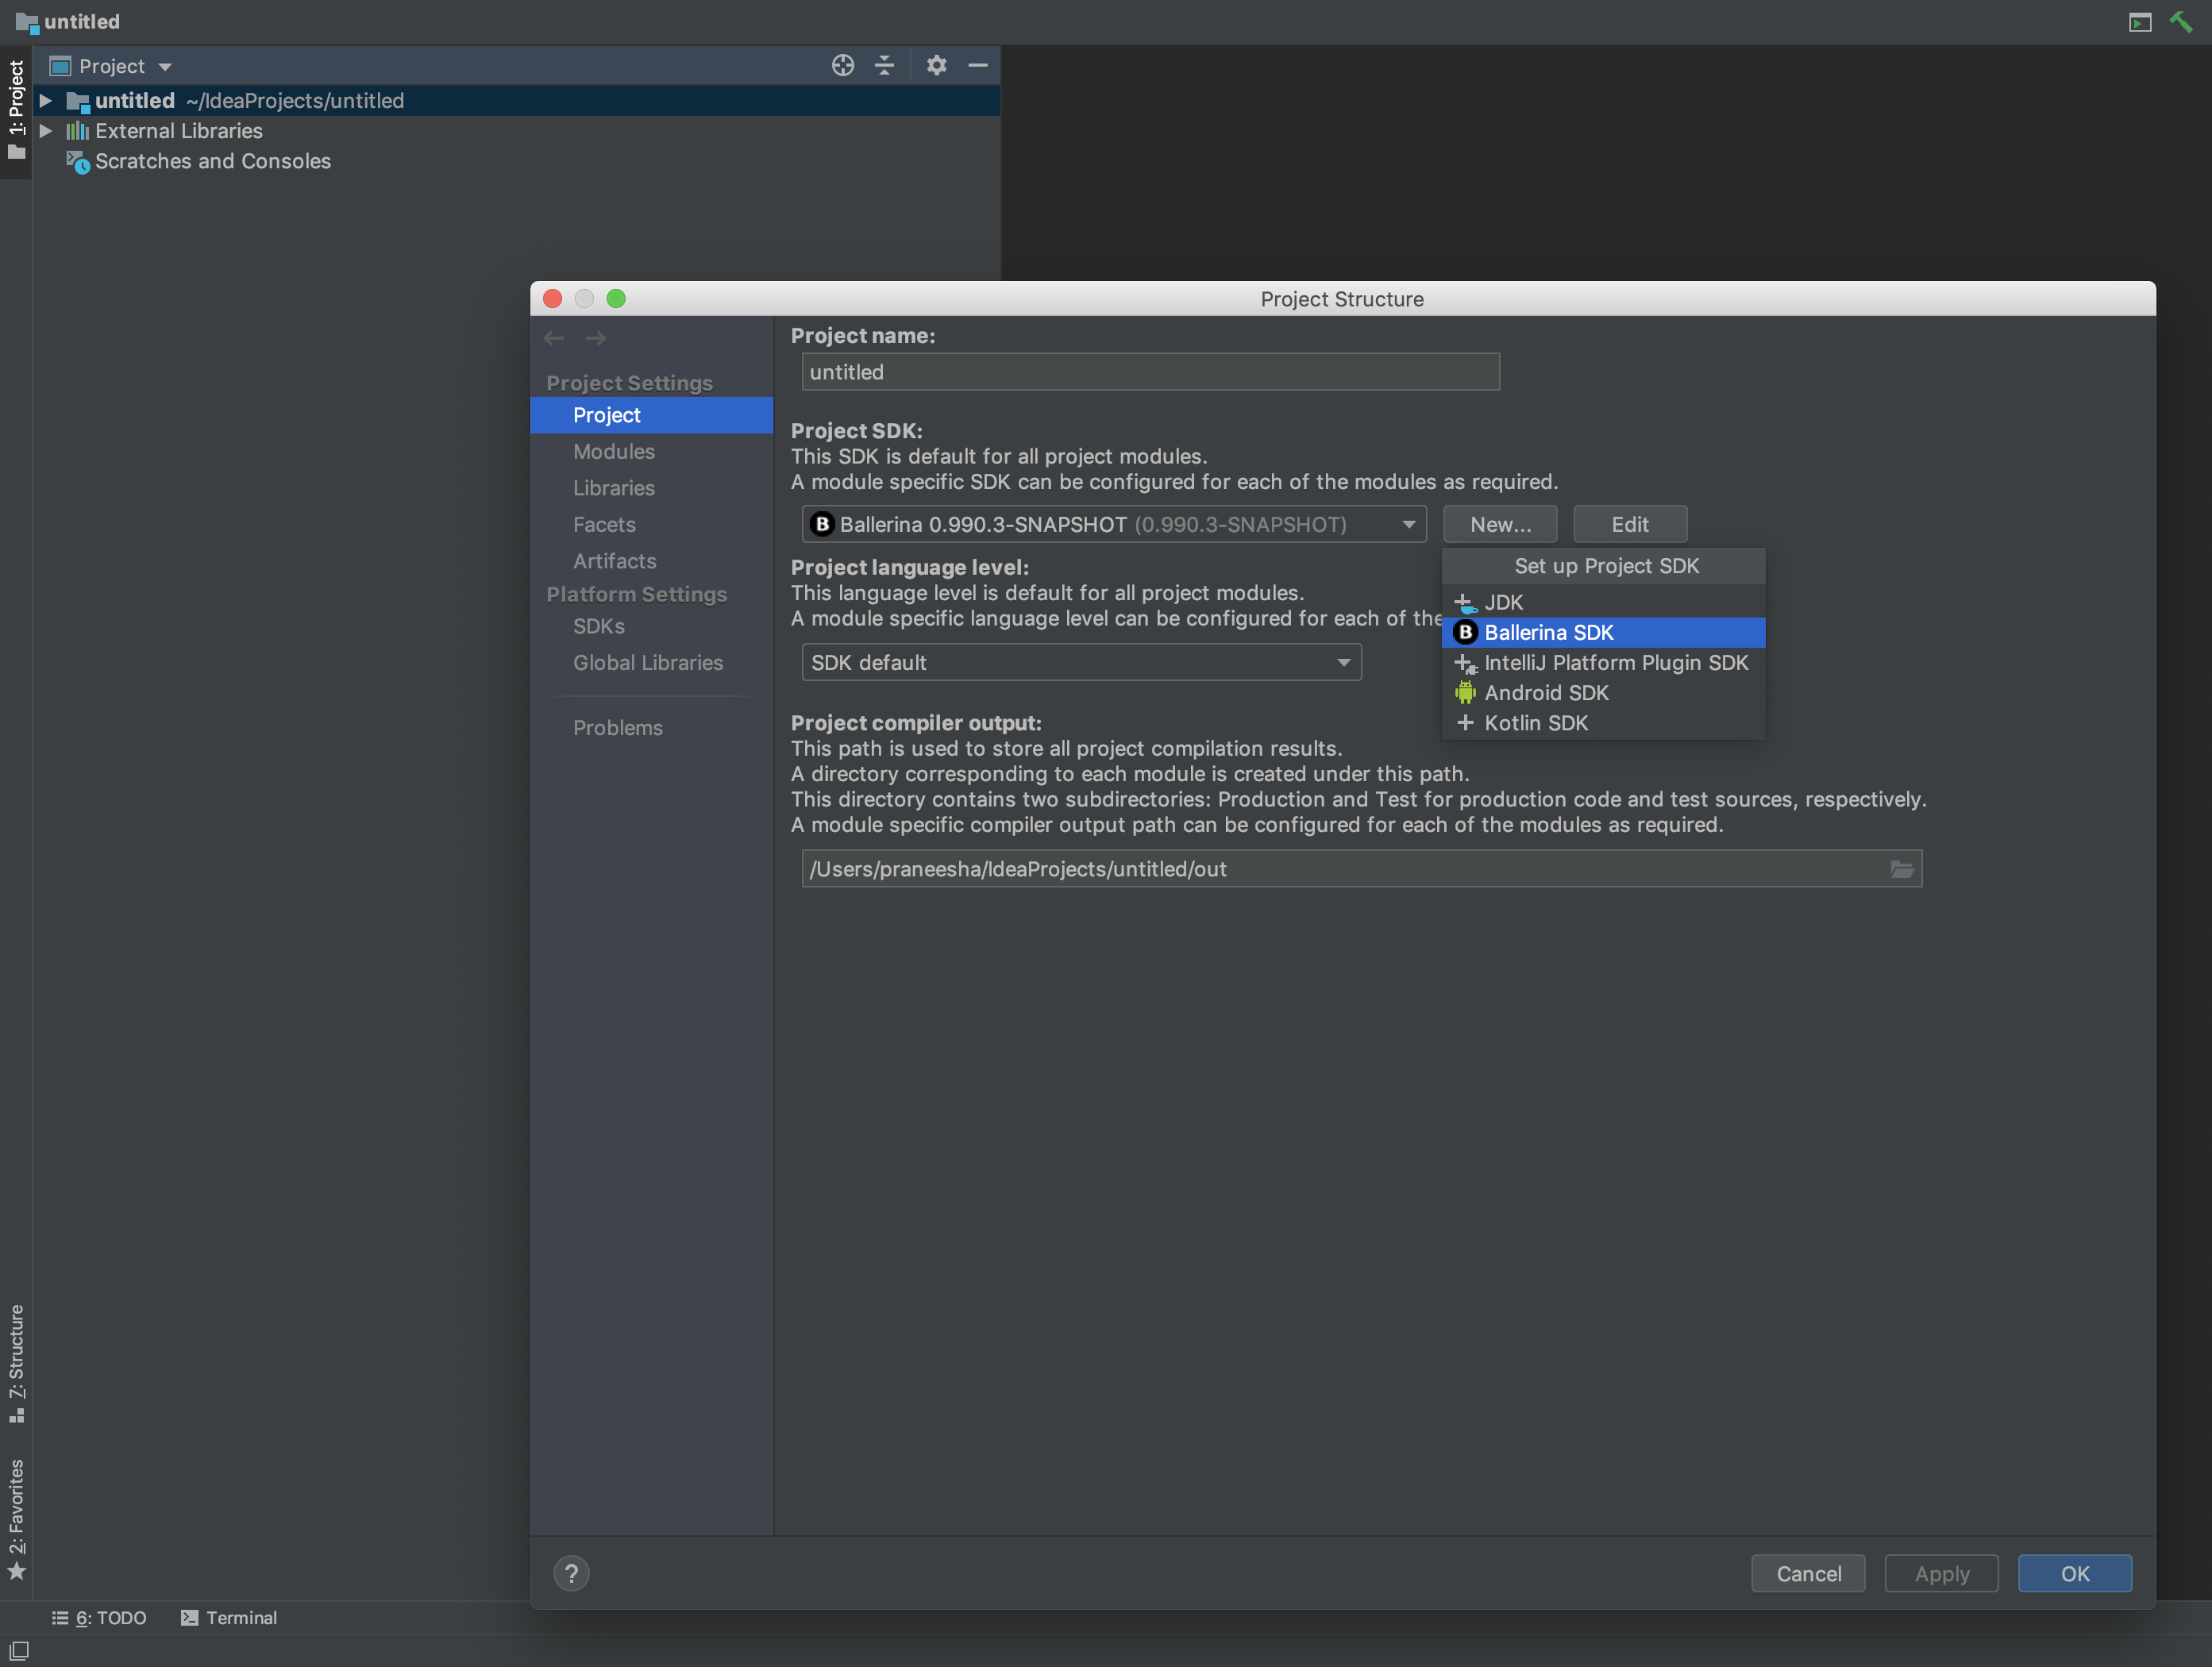 untitled
1: Project
Project
untitled ~/IdeaProjects/untitled
External Libraries
Scratches and Consoles
Project Structure
Project Settings
Project
Modules
Libraries
Facets
Artifacts
Platform Settings
SDKs
Global Libraries
Problems
Project name:
untitled
Project SDK:
This SDK is default for all project modules.
A module specific SDK can be configured for each of the modules as required.
B Ballerina 0.990.3-SNAPSHOT (0.990.3-SNAPSHOT)
New...
Edit
Set up Project SDK
JDK
B Ballerina SDK
IntelliJ Platform Plugin SDK
Android SDK
Kotlin SDK
Project language level:
This language level is default for all project modules.
A module specific language level can be configured for each of the
SDK default
Project compiler output:
This path is used to store all project compilation results.
A directory corresponding to each module is created under this path.
This directory contains two subdirectories: Production and Test for production code and test sources, respectively.
A module specific compiler output path can be configured for each of the modules as required.
/Users/praneesha/IdeaProjects/untitled/out
?
Cancel
Apply
OK
7: Structure
2: Favorites
6: TODO
Terminal